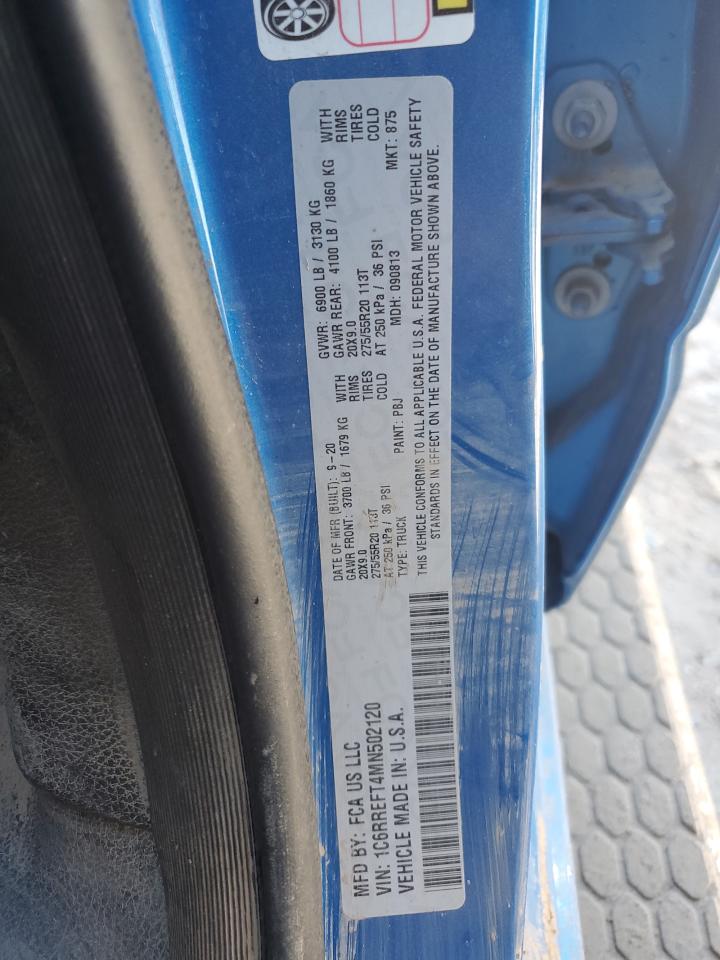 MFD BY: FCA US LLC
DATE OF MFR (BUILT): 9-20
GVWR: 6900 LB / 3130 KG
GAWR FRONT: 3700 LB / 1679 KG WITH
20X9.0 RIMS
275/55R20 113T TIRES
AT 250 kPa / 36 PSI COLD
GAWR REAR: 4100 LB / 1860 KG WITH
20X9.0 RIMS
275/55R20 113T TIRES
AT 250 kPa / 36 PSI COLD
VIN: 1C6RREFT4MN502120
TYPE: TRUCK PAINT: PBJ MDH: 090813 MKT: 875
VEHICLE MADE IN: U.S.A.
THIS VEHICLE CONFORMS TO ALL APPLICABLE U.S.A. FEDERAL MOTOR VEHICLE SAFETY
STANDARDS IN EFFECT ON THE DATE OF MANUFACTURE SHOWN ABOVE.